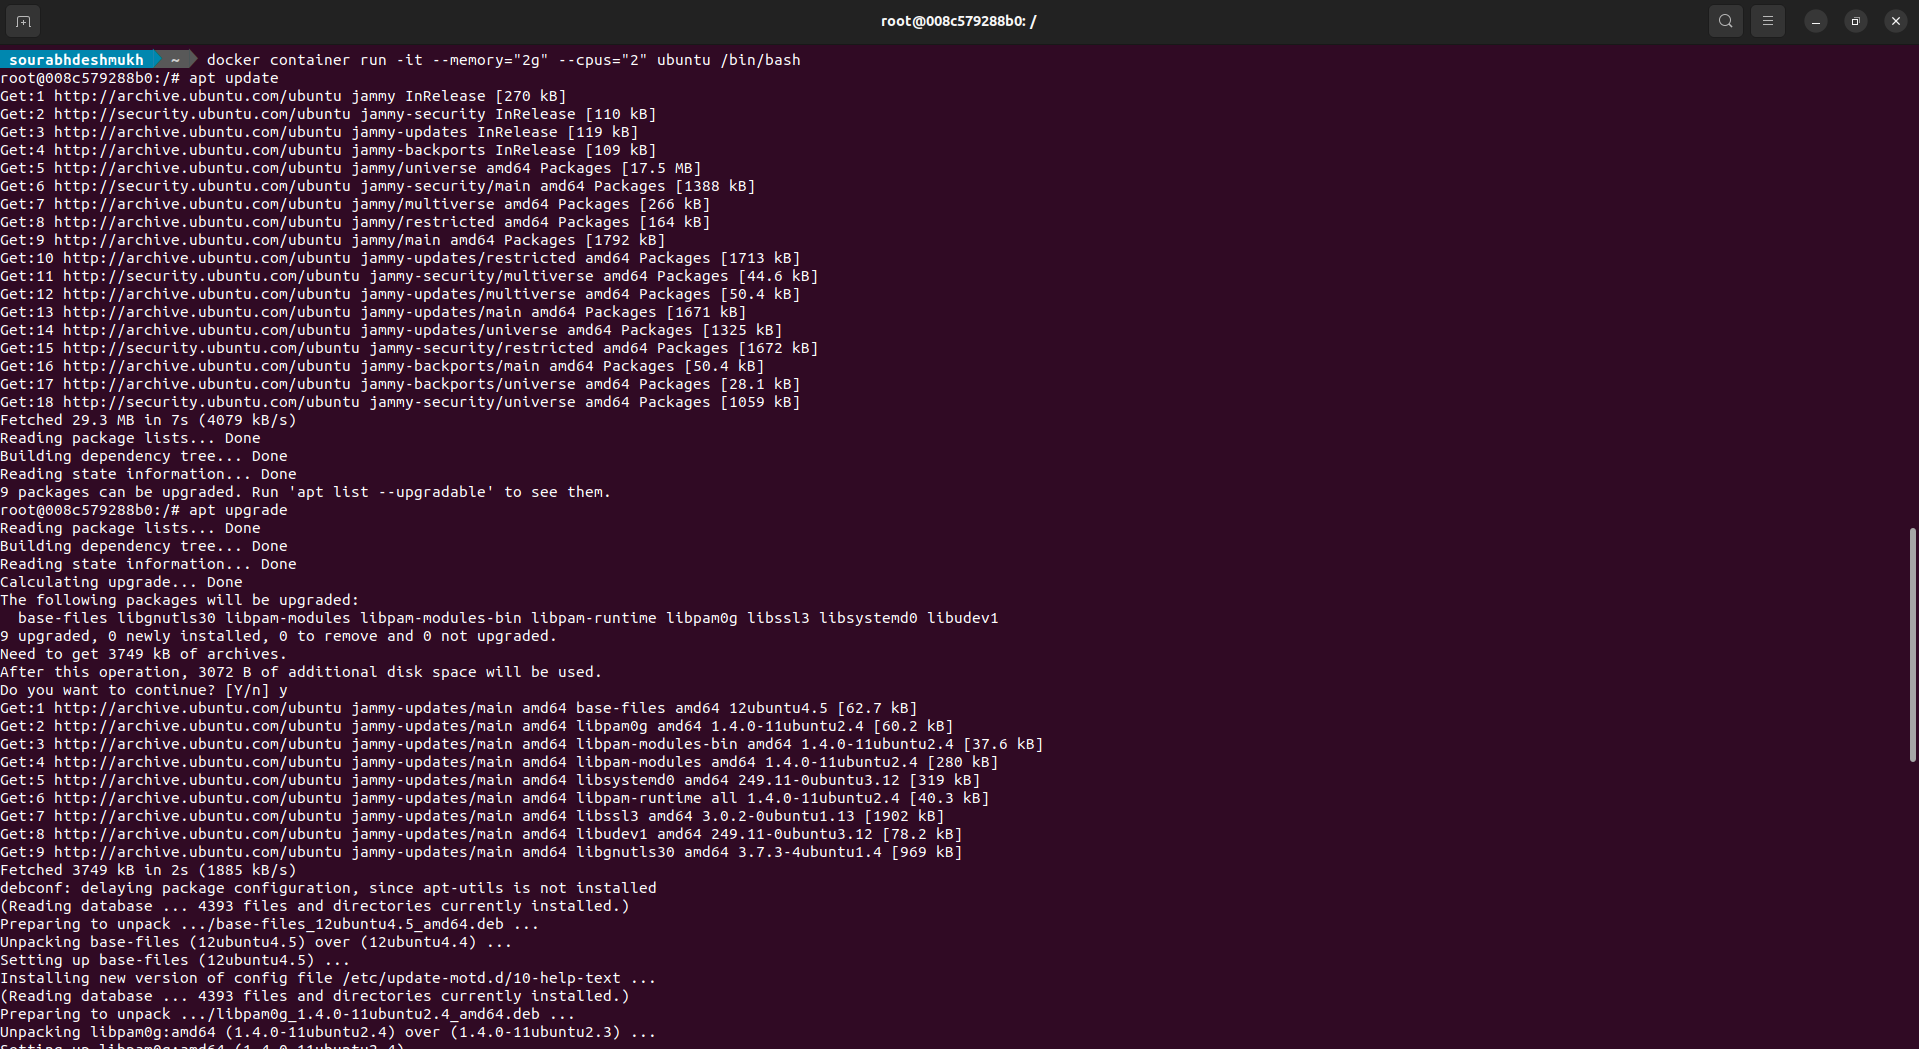 root@008c579288b0: /
sourabhdeshmukh ~ docker container run -it --memory="2g" --cpus="2" ubuntu /bin/bash
root@008c579288b0:/# apt update
Get:1 http://archive.ubuntu.com/ubuntu jammy InRelease [270 kB]
Get:2 http://security.ubuntu.com/ubuntu jammy-security InRelease [110 kB]
Get:3 http://archive.ubuntu.com/ubuntu jammy-updates InRelease [119 kB]
Get:4 http://archive.ubuntu.com/ubuntu jammy-backports InRelease [109 kB]
Get:5 http://archive.ubuntu.com/ubuntu jammy/universe amd64 Packages [17.5 MB]
Get:6 http://security.ubuntu.com/ubuntu jammy-security/main amd64 Packages [1388 kB]
Get:7 http://archive.ubuntu.com/ubuntu jammy/multiverse amd64 Packages [266 kB]
Get:8 http://archive.ubuntu.com/ubuntu jammy/restricted amd64 Packages [164 kB]
Get:9 http://archive.ubuntu.com/ubuntu jammy/main amd64 Packages [1792 kB]
Get:10 http://archive.ubuntu.com/ubuntu jammy-updates/restricted amd64 Packages [1713 kB]
Get:11 http://security.ubuntu.com/ubuntu jammy-security/multiverse amd64 Packages [44.6 kB]
Get:12 http://archive.ubuntu.com/ubuntu jammy-updates/multiverse amd64 Packages [50.4 kB]
Get:13 http://archive.ubuntu.com/ubuntu jammy-updates/main amd64 Packages [1671 kB]
Get:14 http://archive.ubuntu.com/ubuntu jammy-updates/universe amd64 Packages [1325 kB]
Get:15 http://security.ubuntu.com/ubuntu jammy-security/restricted amd64 Packages [1672 kB]
Get:16 http://archive.ubuntu.com/ubuntu jammy-backports/main amd64 Packages [50.4 kB]
Get:17 http://archive.ubuntu.com/ubuntu jammy-backports/universe amd64 Packages [28.1 kB]
Get:18 http://security.ubuntu.com/ubuntu jammy-security/universe amd64 Packages [1059 kB]
Fetched 29.3 MB in 7s (4079 kB/s)
Reading package lists... Done
Building dependency tree... Done
Reading state information... Done
9 packages can be upgraded. Run 'apt list --upgradable' to see them.
root@008c579288b0:/# apt upgrade
Reading package lists... Done
Building dependency tree... Done
Reading state information... Done
Calculating upgrade... Done
The following packages will be upgraded:
  base-files libgnutls30 libpam-modules libpam-modules-bin libpam-runtime libpam0g libssl3 libsystemd0 libudev1
9 upgraded, 0 newly installed, 0 to remove and 0 not upgraded.
Need to get 3749 kB of archives.
After this operation, 3072 B of additional disk space will be used.
Do you want to continue? [Y/n] y
Get:1 http://archive.ubuntu.com/ubuntu jammy-updates/main amd64 base-files amd64 12ubuntu4.5 [62.7 kB]
Get:2 http://archive.ubuntu.com/ubuntu jammy-updates/main amd64 libpam0g amd64 1.4.0-11ubuntu2.4 [60.2 kB]
Get:3 http://archive.ubuntu.com/ubuntu jammy-updates/main amd64 libpam-modules-bin amd64 1.4.0-11ubuntu2.4 [37.6 kB]
Get:4 http://archive.ubuntu.com/ubuntu jammy-updates/main amd64 libpam-modules amd64 1.4.0-11ubuntu2.4 [280 kB]
Get:5 http://archive.ubuntu.com/ubuntu jammy-updates/main amd64 libsystemd0 amd64 249.11-0ubuntu3.12 [319 kB]
Get:6 http://archive.ubuntu.com/ubuntu jammy-updates/main amd64 libpam-runtime all 1.4.0-11ubuntu2.4 [40.3 kB]
Get:7 http://archive.ubuntu.com/ubuntu jammy-updates/main amd64 libssl3 amd64 3.0.2-0ubuntu1.13 [1902 kB]
Get:8 http://archive.ubuntu.com/ubuntu jammy-updates/main amd64 libudev1 amd64 249.11-0ubuntu3.12 [78.2 kB]
Get:9 http://archive.ubuntu.com/ubuntu jammy-updates/main amd64 libgnutls30 amd64 3.7.3-4ubuntu1.4 [969 kB]
Fetched 3749 kB in 2s (1885 kB/s)
debconf: delaying package configuration, since apt-utils is not installed
(Reading database ... 4393 files and directories currently installed.)
Preparing to unpack .../base-files_12ubuntu4.5_amd64.deb ...
Unpacking base-files (12ubuntu4.5) over (12ubuntu4.4) ...
Setting up base-files (12ubuntu4.5) ...
Installing new version of config file /etc/update-motd.d/10-help-text ...
(Reading database ... 4393 files and directories currently installed.)
Preparing to unpack .../libpam0g_1.4.0-11ubuntu2.4_amd64.deb ...
Unpacking libpam0g:amd64 (1.4.0-11ubuntu2.4) over (1.4.0-11ubuntu2.3) ...
Setting up libpam0g:amd64 (1.4.0-11ubuntu2.4)